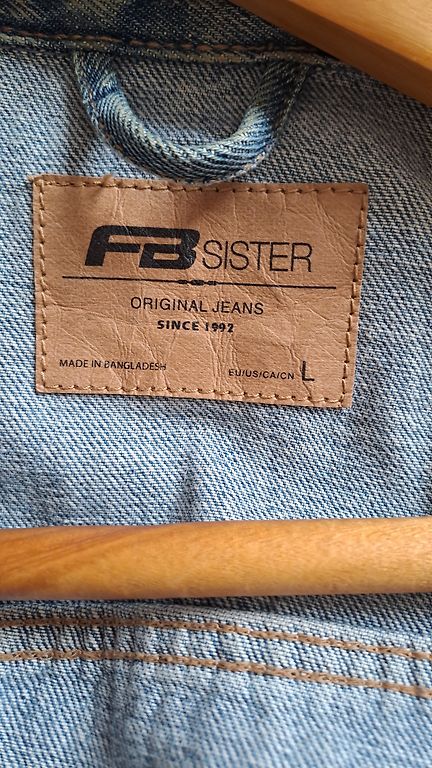 FB SISTER
ORIGINAL JEANS
SINCE 1992
MADE IN BANGLADESH
EU/US/CA/CN L